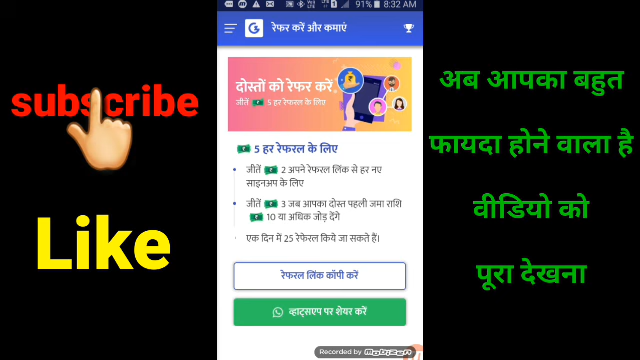 subscribe
Like
91% 8:32 AM
रेफर करें और कमाएं
दोस्तों को रेफर करें,
जीतें 5 हर रेफरल के लिए
5 हर रेफरल के लिए
जीतें 2 अपने रेफरल लिंक से हर नए
साइनअप के लिए
जीतें 3 जब आपका दोस्त पहली जमा राशि
10 या अधिक जोड़ देंगे
एक दिन में 25 रेफेरल किये जा सकते हैं।
रेफरल लिंक कॉपी करें
व्हाट्सएप पर शेयर करें
Recorded by Mobizen
अब आपका बहुत
फायदा होने वाला है
वीडियो को
पूरा देखना